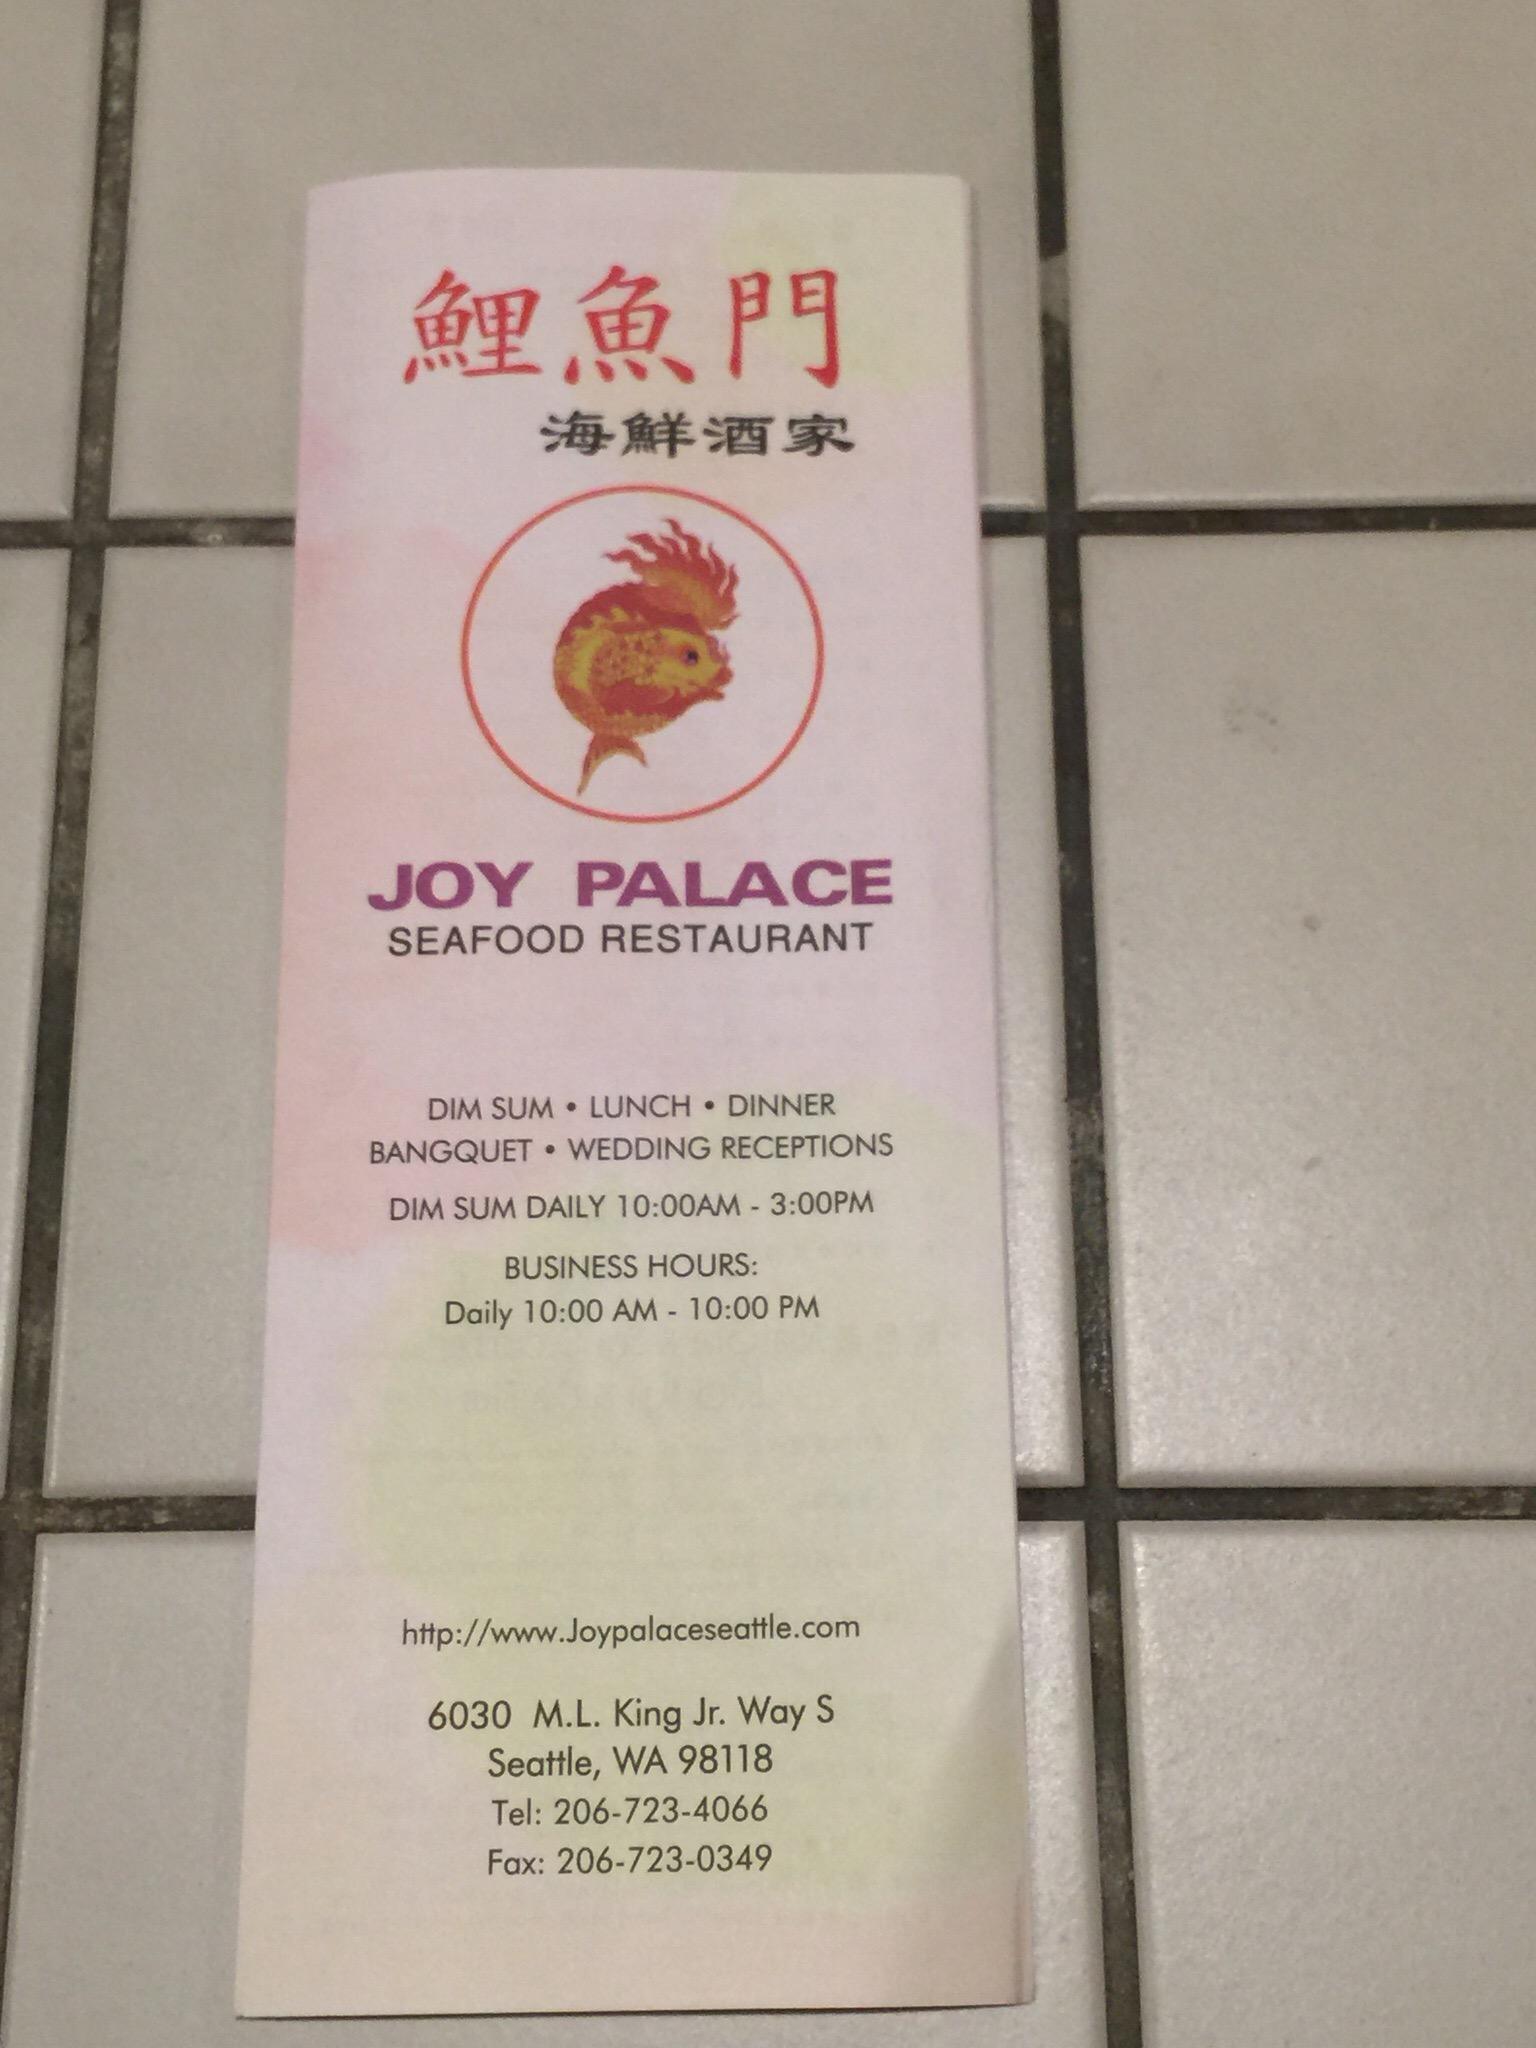 鯉魚門
海鮮酒家
JOY PALACE
SEAFOOD RESTAURANT
DIM SUM • LUNCH • DINNER
BANGQUET • WEDDING RECEPTIONS
DIM SUM DAILY 10:00AM - 3:00PM
BUSINESS HOURS:
Daily 10:00 AM - 10:00 PM
http://www.Joypalaceseattle.com
6030 M.L. King Jr. Way S
Seattle, WA 98118
Tel: 206-723-4066
Fax: 206-723-0349